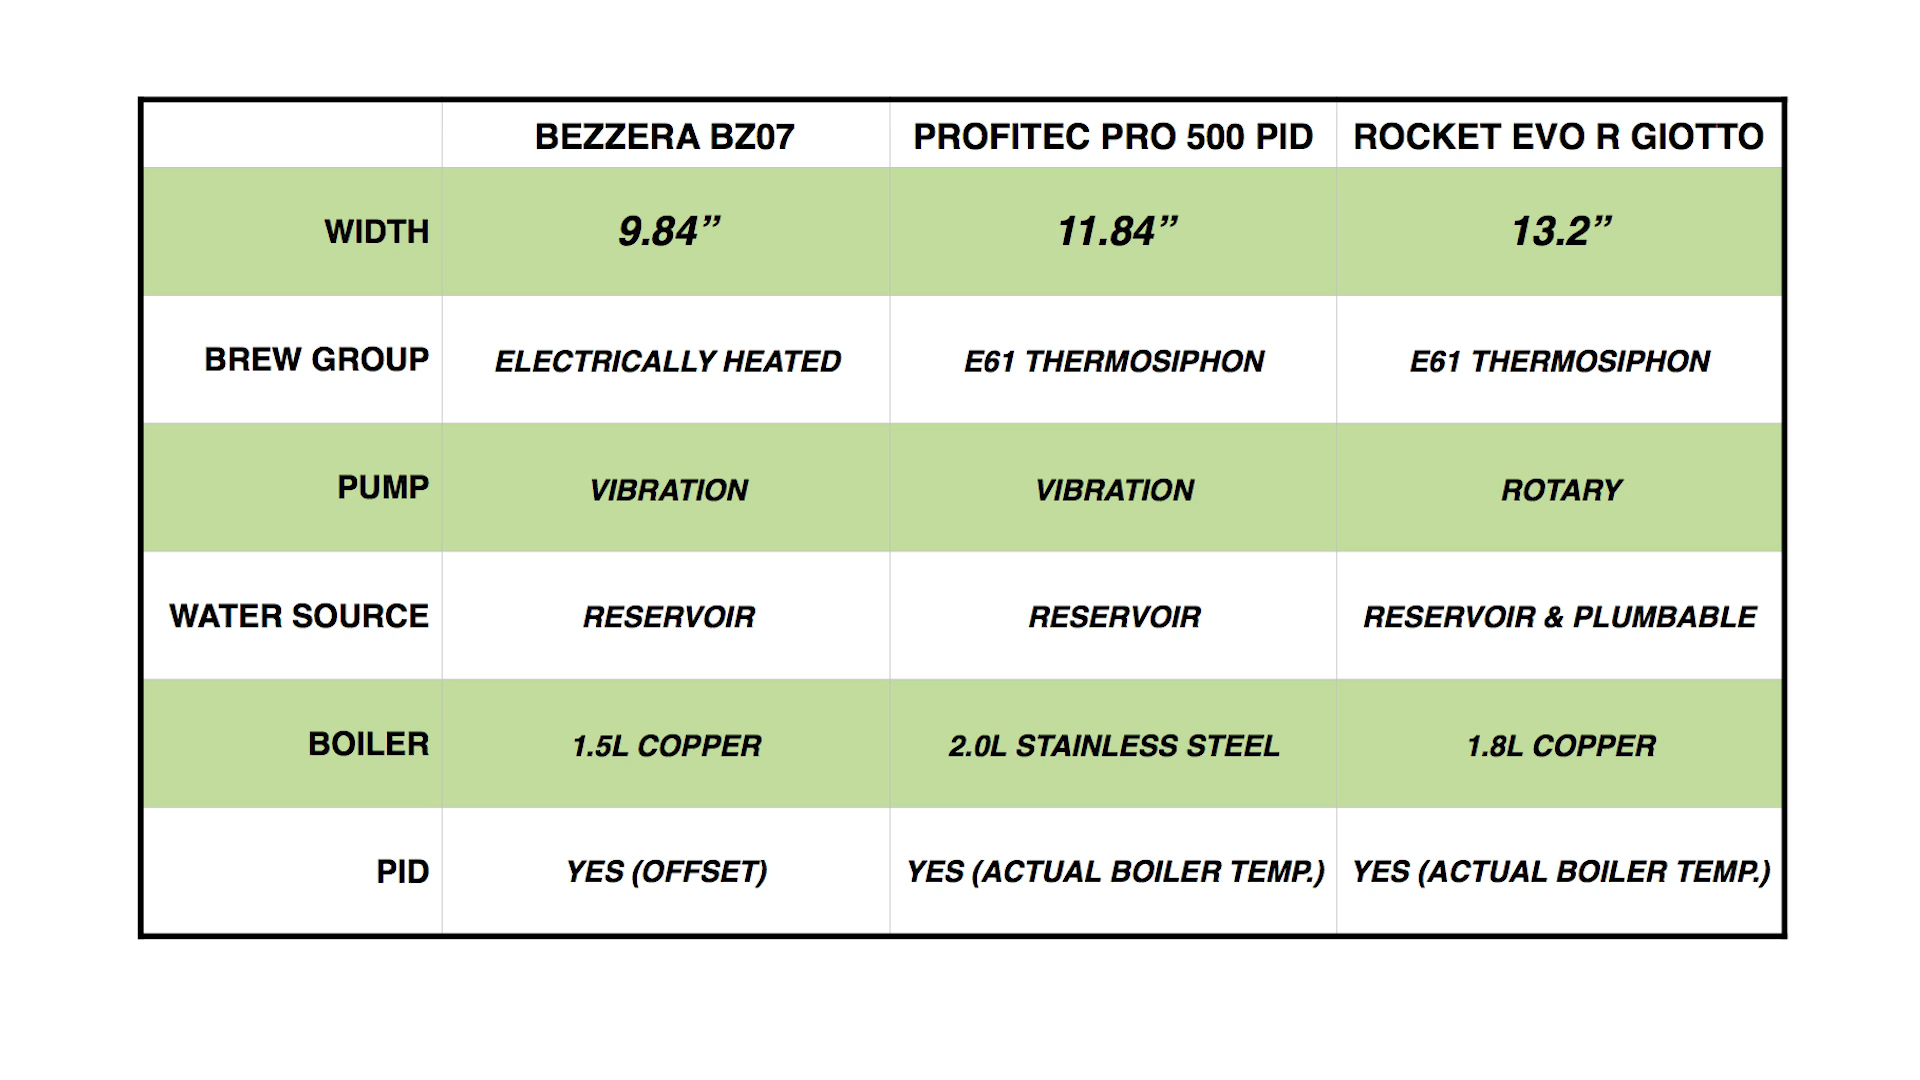 BEZZERA BZ07 PROFITEC PRO 500 PID ROCKET EVO R GIOTTO
WIDTH 9.84” 11.84” 13.2”
BREW GROUP ELECTRICALLY HEATED E61 THERMOSIPHON E61 THERMOSIPHON
PUMP VIBRATION VIBRATION ROTARY
WATER SOURCE RESERVOIR RESERVOIR RESERVOIR & PLUMBABLE
BOILER 1.5L COPPER 2.0L STAINLESS STEEL 1.8L COPPER
PID YES (OFFSET) YES (ACTUAL BOILER TEMP.) YES (ACTUAL BOILER TEMP.)